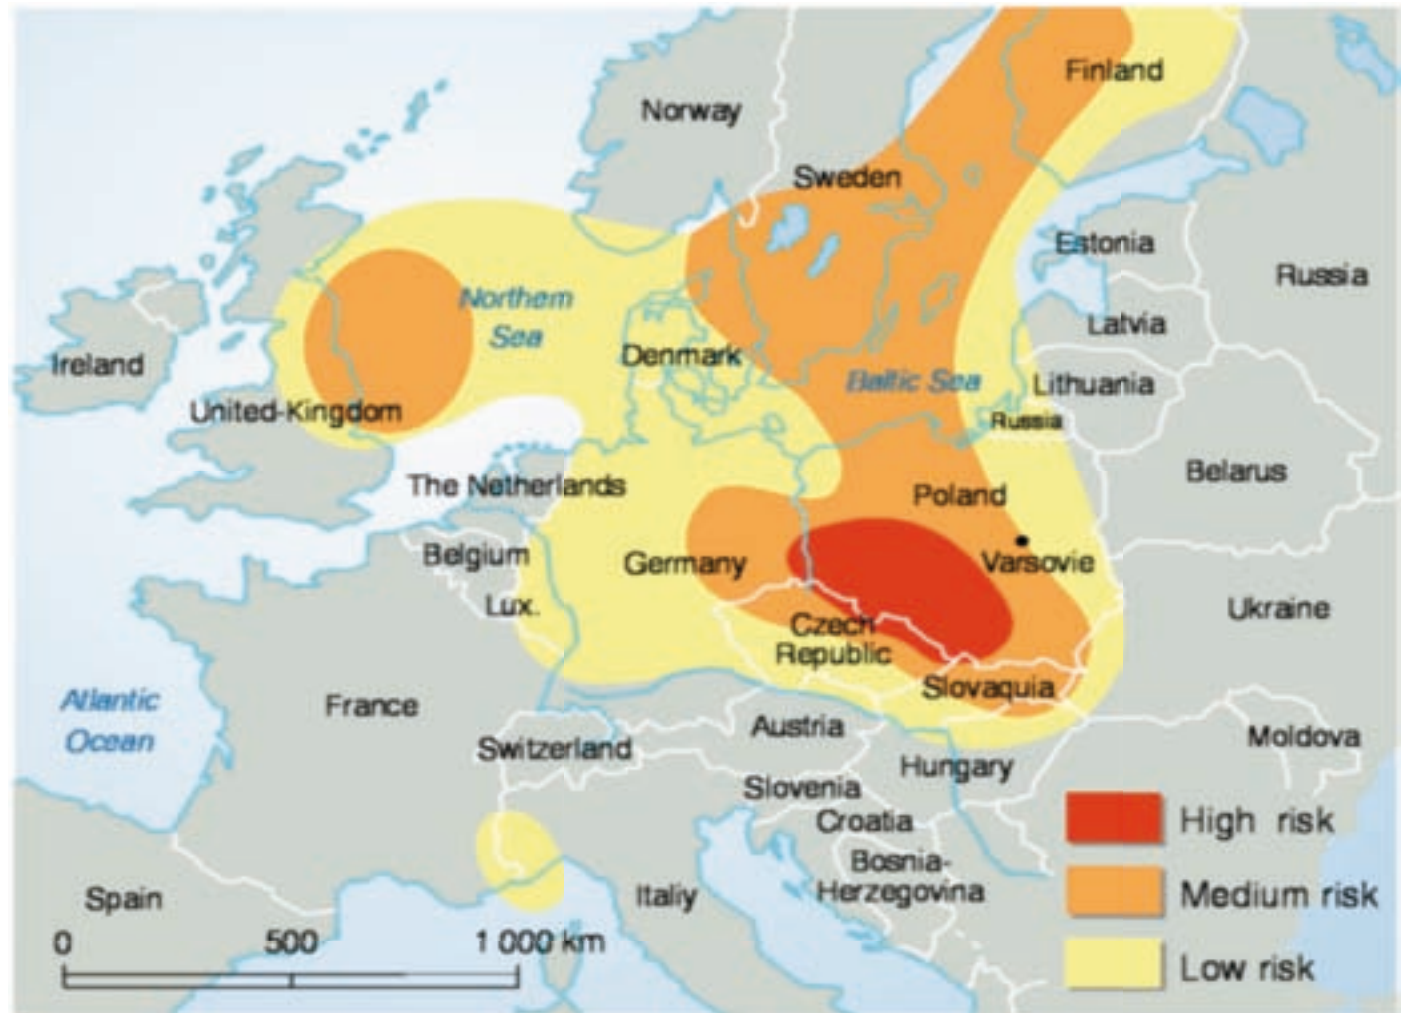 Finland
Norway
Sweden
Estonia
Russia
Northern
Sea
Latvia
Ireland
Denmark
Baltic Sea
Lithuania
United-Kingdom
Russia
Belarus
The Netherlands
Poland
Belgium
Germany
Varsovie
Lux.
Ukraine
Czech
Republic
Slovaquia
Atlantic
Ocean
France
Austria
Moldova
Switzerland
Hungary
Slovenia
Croatia
High risk
Bosnia-
Herzegovina
Spain
Italiy
Medium risk
0 500 1 000 km
Low risk